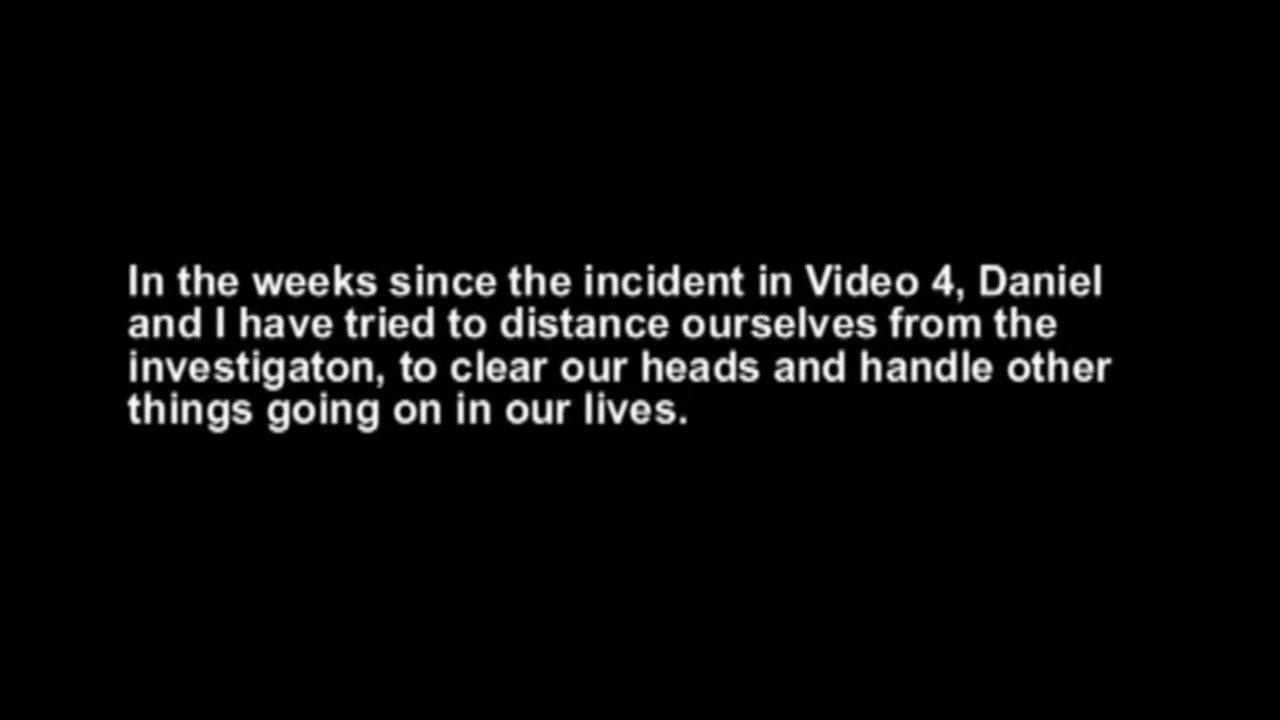 In the weeks since the incident in Video 4, Daniel
and I have tried to distance ourselves from the
investigaton, to clear our heads and handle other
things going on in our lives.